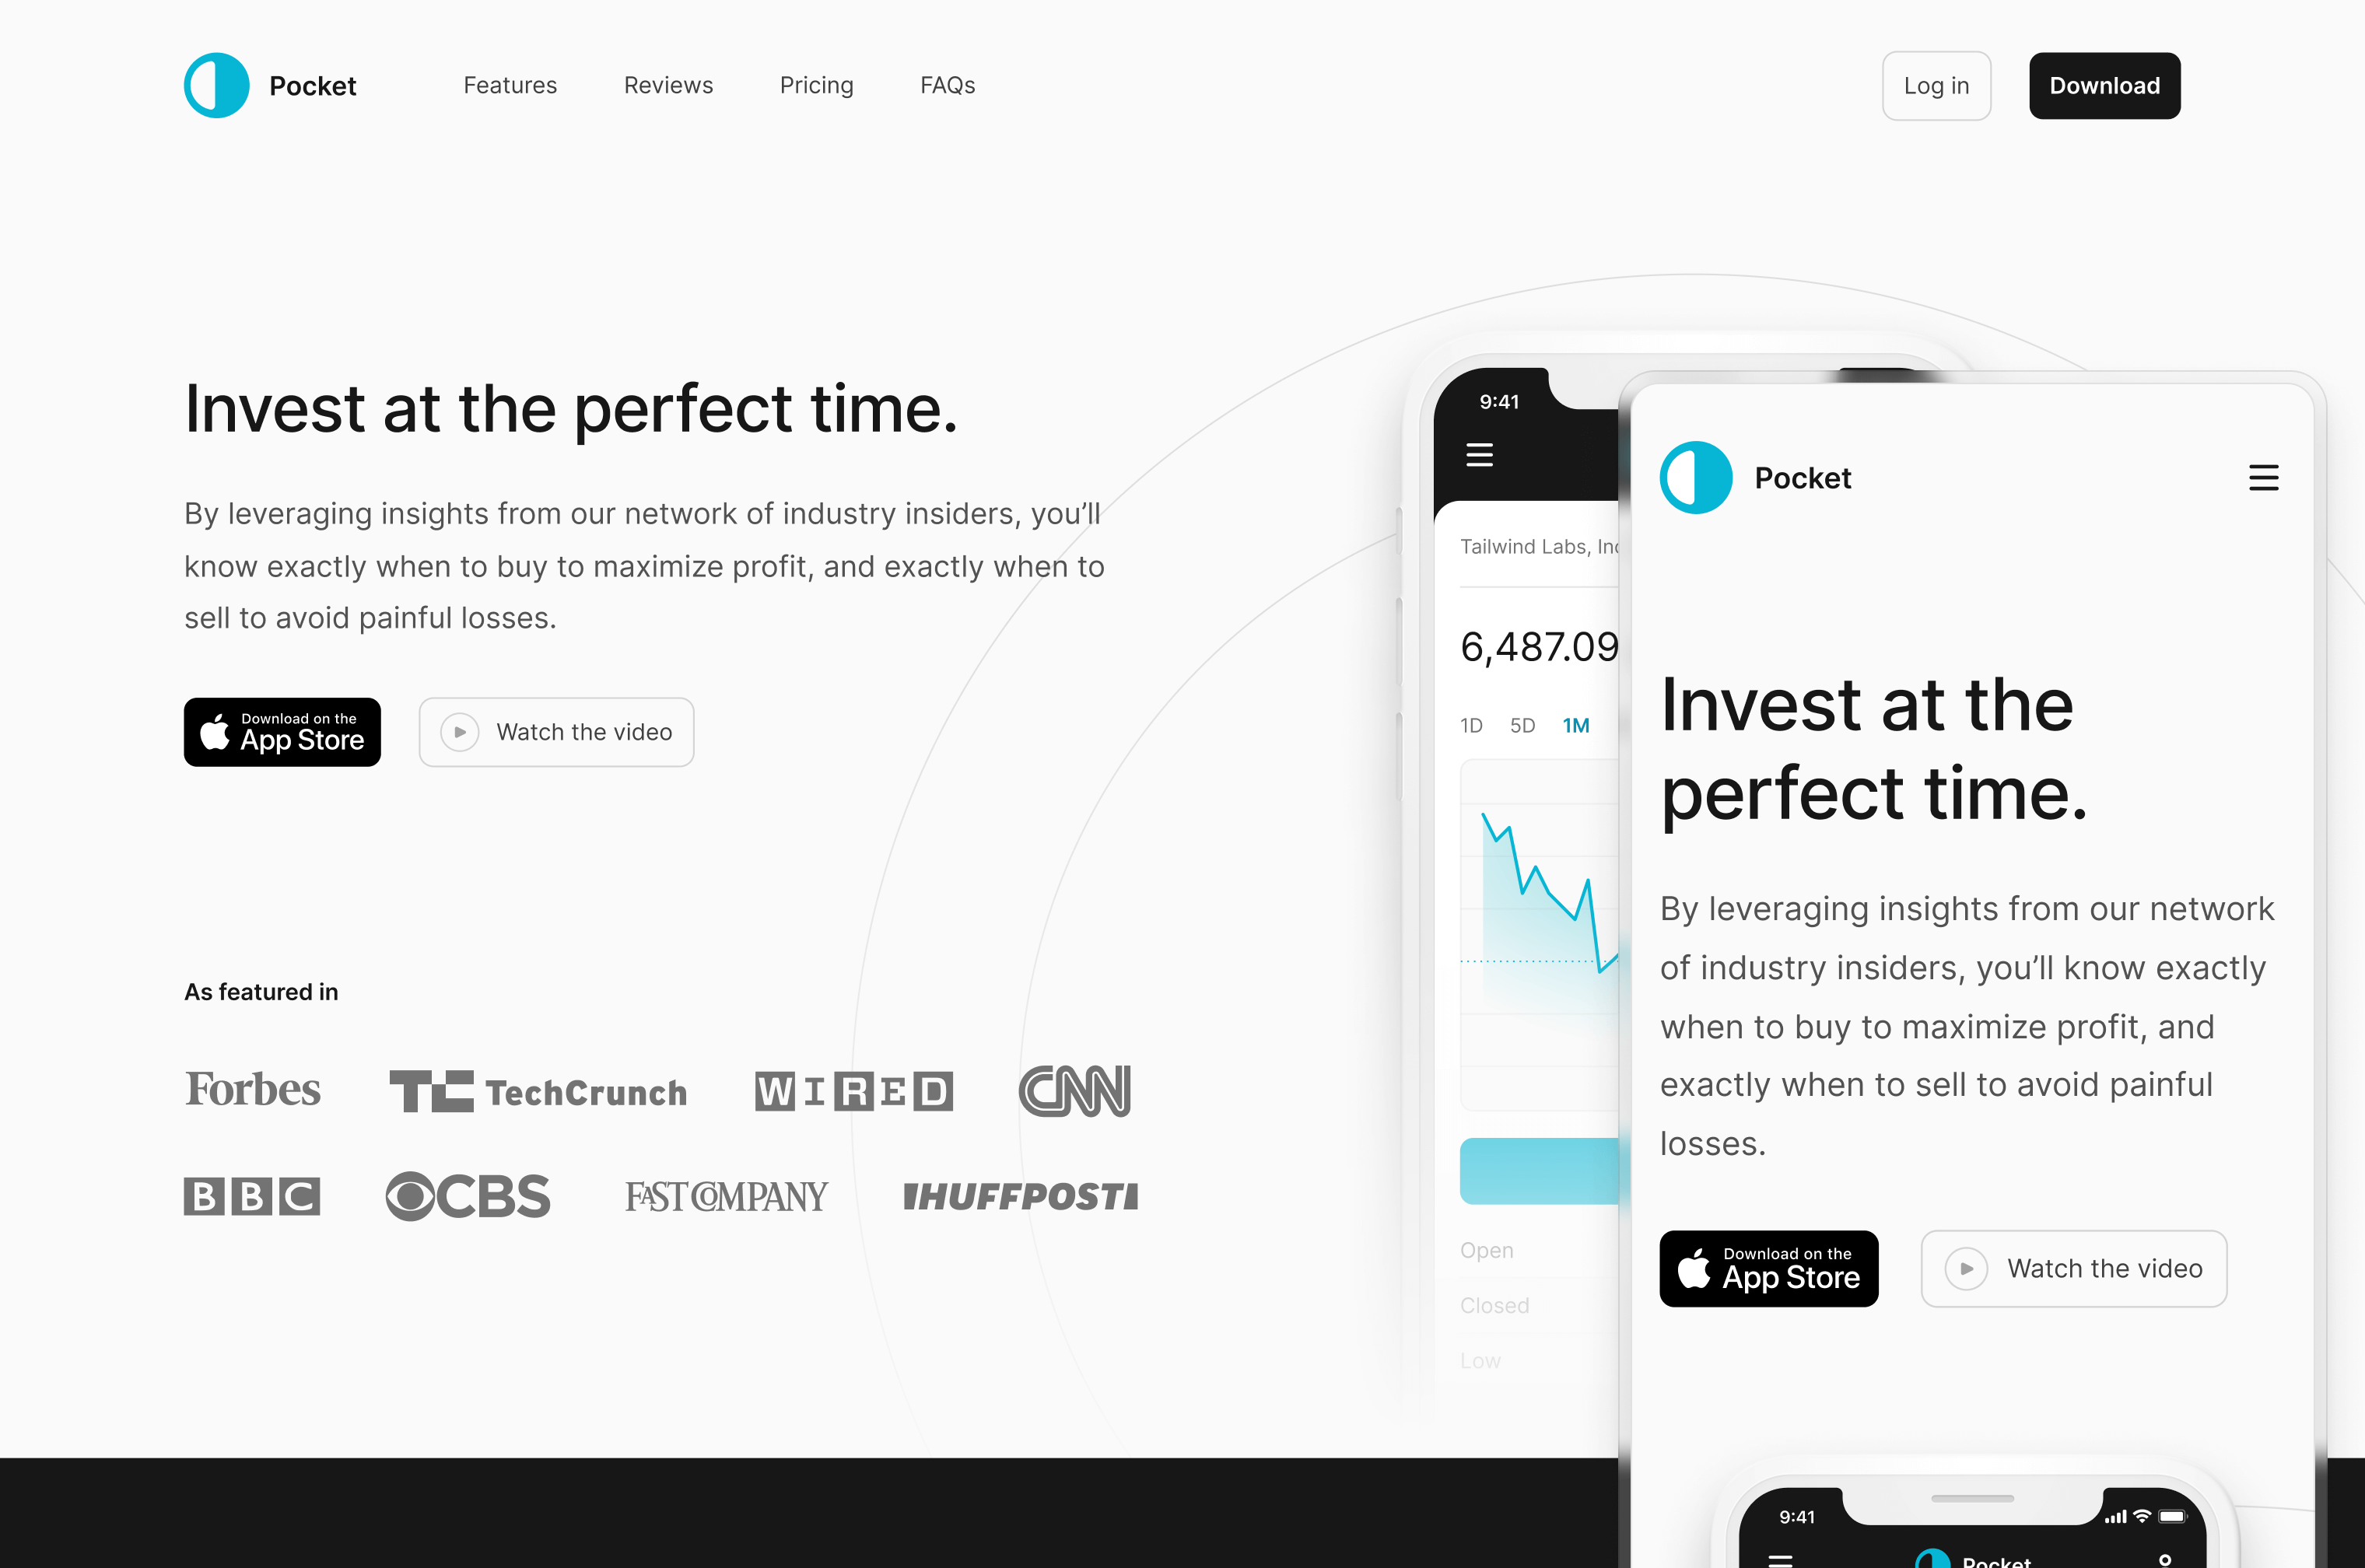 Pocket
Features
Reviews
Pricing
FAQs
Log in
Download
Invest at the perfect time.
By leveraging insights from our network of industry insiders, you’ll
know exactly when to buy to maximize profit, and exactly when to
sell to avoid painful losses.
Download on the
App Store
Watch the video
As featured in
Forbes
TC TechCrunch
WIRED
CNN
BBC
CBS
FAST COMPANY
HUFFPOST
9:41
Tailwind Labs, Inc
6,487.09
1D 5D 1M
Open
Closed
Low
Pocket
Invest at the
perfect time.
By leveraging insights from our network
of industry insiders, you’ll know exactly
when to buy to maximize profit, and
exactly when to sell to avoid painful
losses.
Download on the
App Store
Watch the video
9:41
Pocket